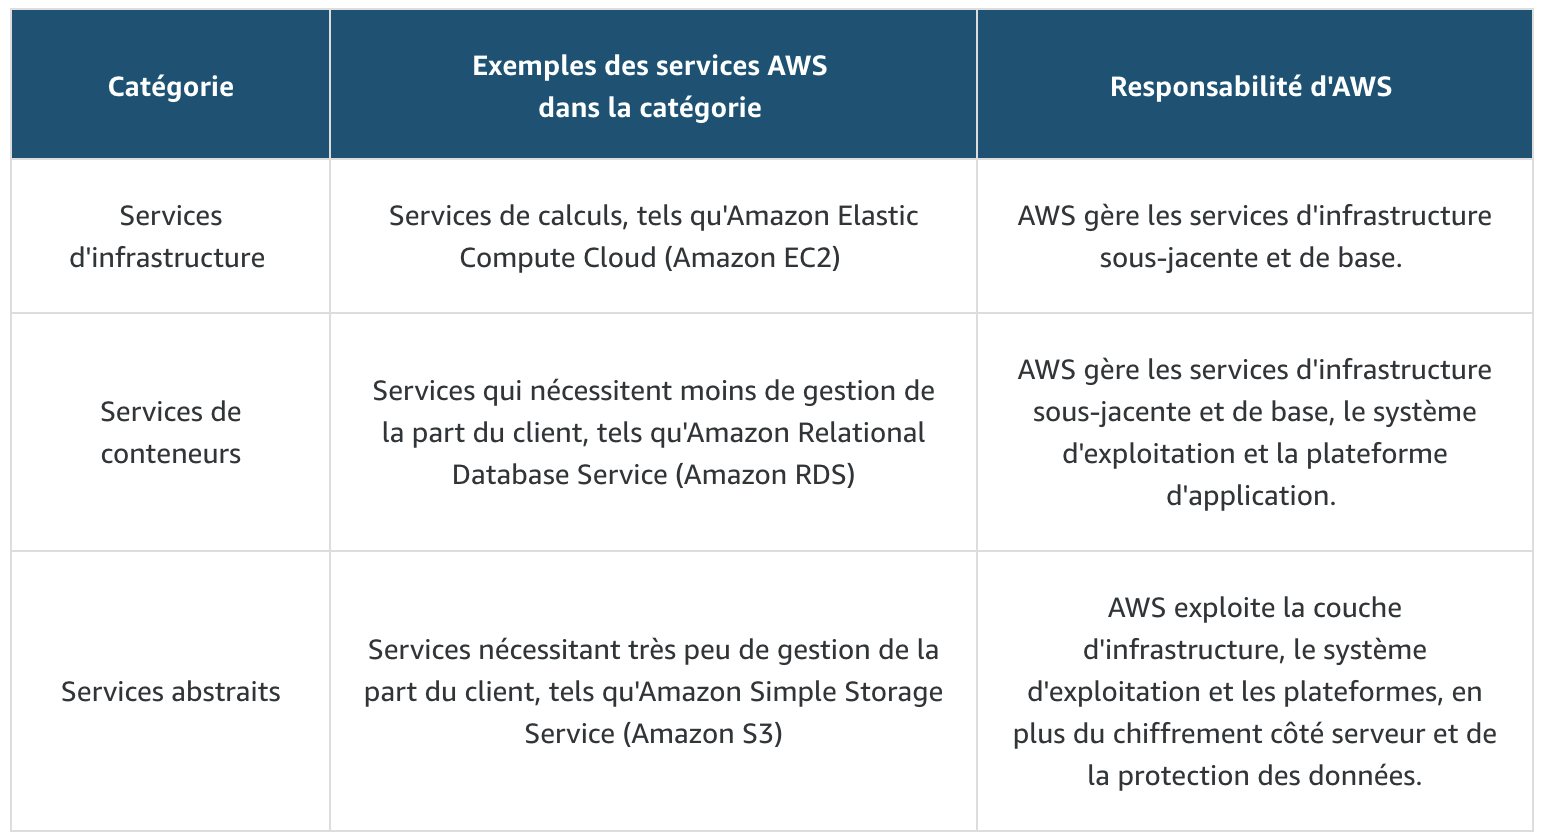 Catégorie
Exemples des services AWS
dans la catégorie
Responsabilité d'AWS
Services
d'infrastructure
Services de calculs, tels qu'Amazon Elastic
Compute Cloud (Amazon EC2)
AWS gère les services d'infrastructure
sous-jacente et de base.
Services de
conteneurs
Services qui nécessitent moins de gestion de
la part du client, tels qu'Amazon Relational
Database Service (Amazon RDS)
AWS gère les services d'infrastructure
sous-jacente et de base, le système
d'exploitation et la plateforme
d'application.
Services abstraits
Services nécessitant très peu de gestion de la
part du client, tels qu'Amazon Simple Storage
Service (Amazon S3)
AWS exploite la couche
d'infrastructure, le système
d'exploitation et les plateformes, en
plus du chiffrement côté serveur et de
la protection des données.